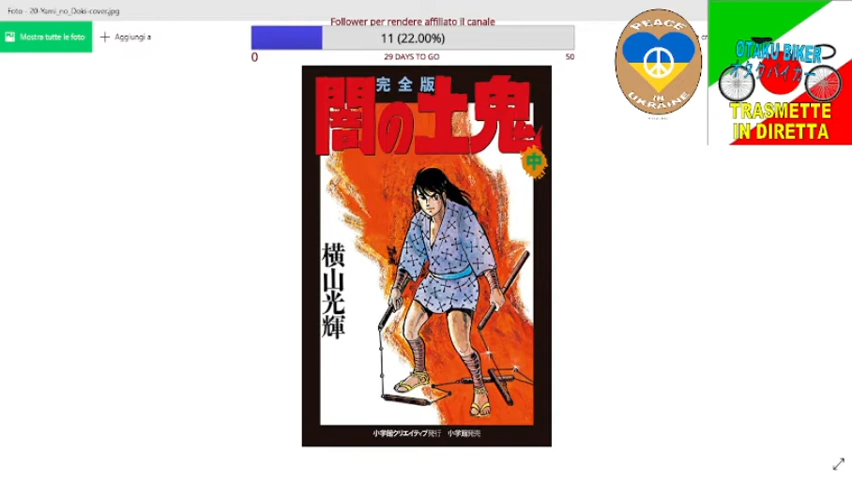 Foto - 20-Yami_no_Doki-cover.jpg
Mostra tutte le foto
Aggiungi a
Follower per rendere affiliato il canale
11 (22.00%)
0
29 DAYS TO GO
50
PEACE
IN
UKRAINE
OTAKU BIKER
オタクバイカー
TRASMETTE
IN DIRETTA
完全版
闇の土鬼
中
横山光輝
小学館クリエイティブ発行 小学館発売